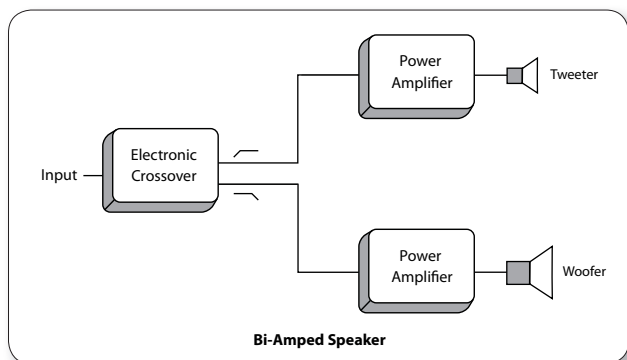 Power
Amplifier
Tweeter
Electronic
Crossover
Input
Power
Amplifier
Woofer
Bi-Amped Speaker